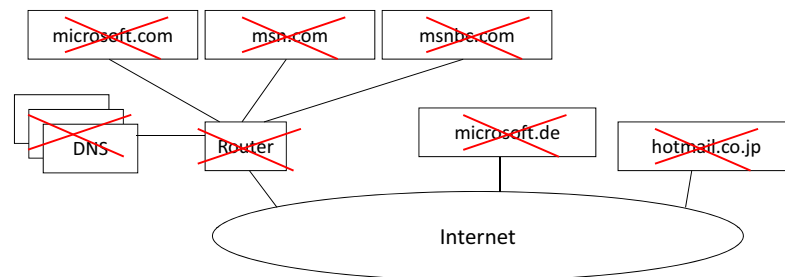 microsoft.com
msn.com
msnbc.com
DNS
Router
microsoft.de
hotmail.co.jp
Internet